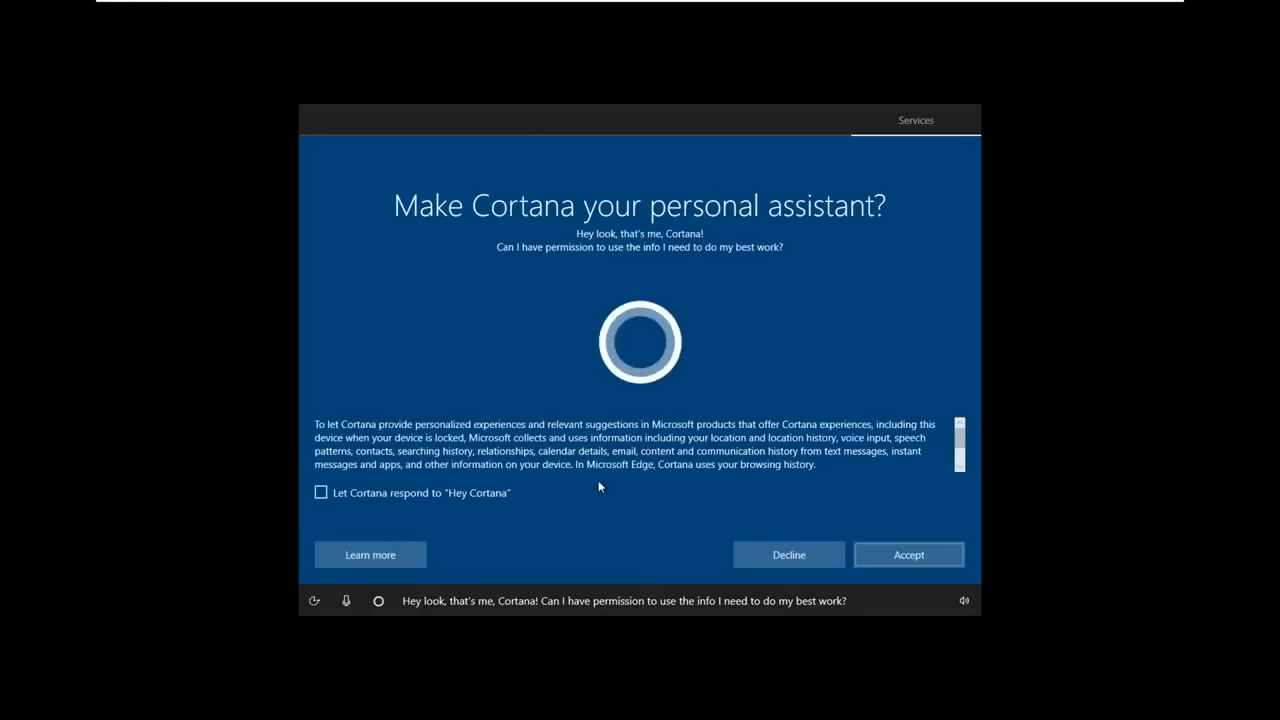 Services
Make Cortana your personal assistant?
Hey look, that's me, Cortana!
Can I have permission to use the info I need to do my best work?
To let Cortana provide personalized experiences and relevant suggestions in Microsoft products that offer Cortana experiences, including this
device when your device is locked, Microsoft collects and uses information including your location and location history, voice input, speech
patterns, contacts, searching history, relationships, calendar details, email, content and communication history from text messages, instant
messages and apps, and other information on your device. In Microsoft Edge, Cortana uses your browsing history.
Let Cortana respond to "Hey Cortana"
Learn more
Decline
Accept
Hey look, that's me, Cortana! Can I have permission to use the info I need to do my best work?